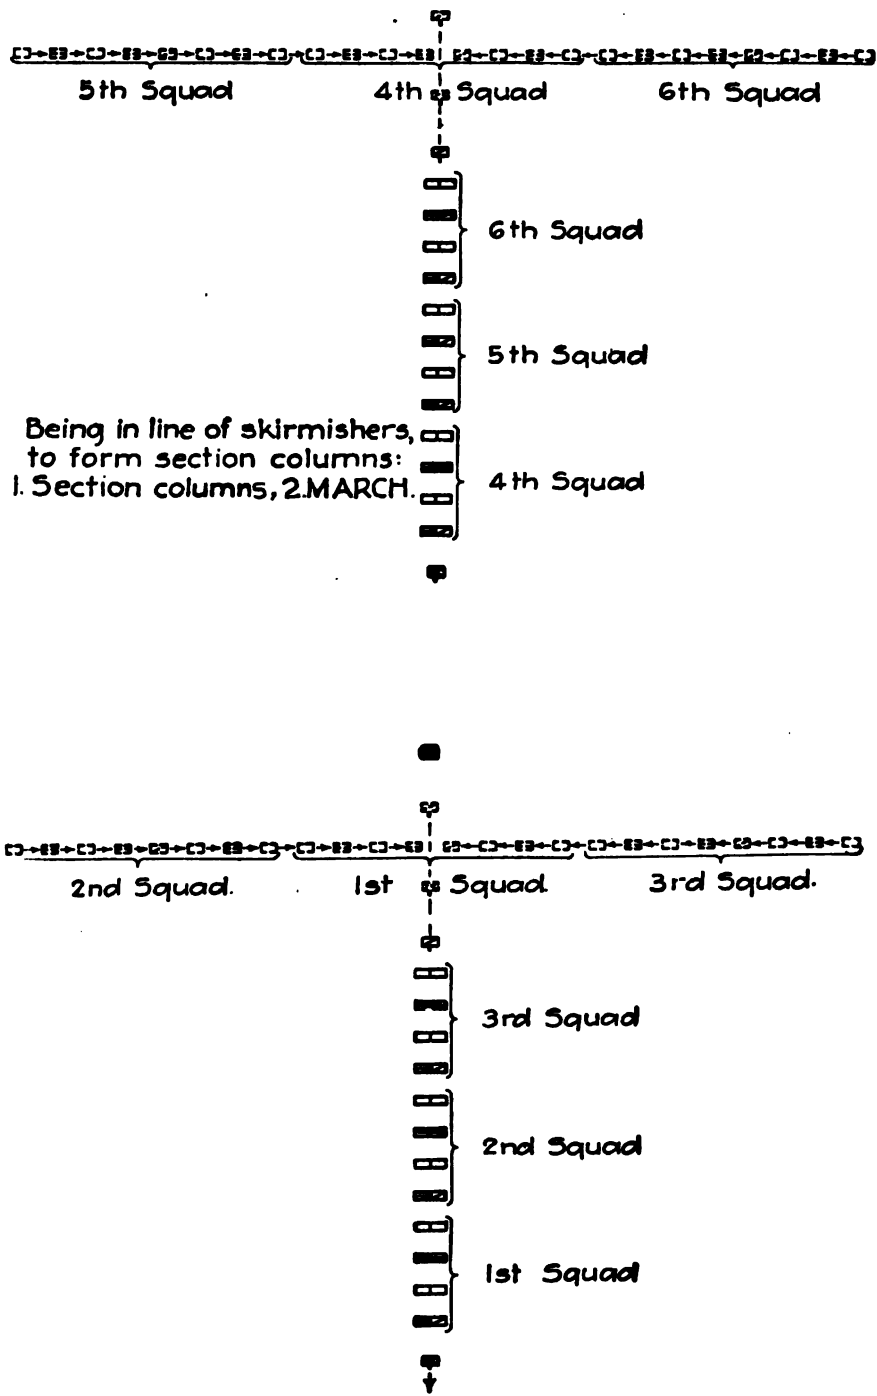 5th Squad 4th Squad 6th Squad
6th Squad
5th Squad
Being in line of skirmishers,
to form section columns:
1. Section columns, 2.MARCH.
4th Squad
2nd Squad. 1st Squad 3rd Squad.
3rd Squad
2nd Squad
1st Squad